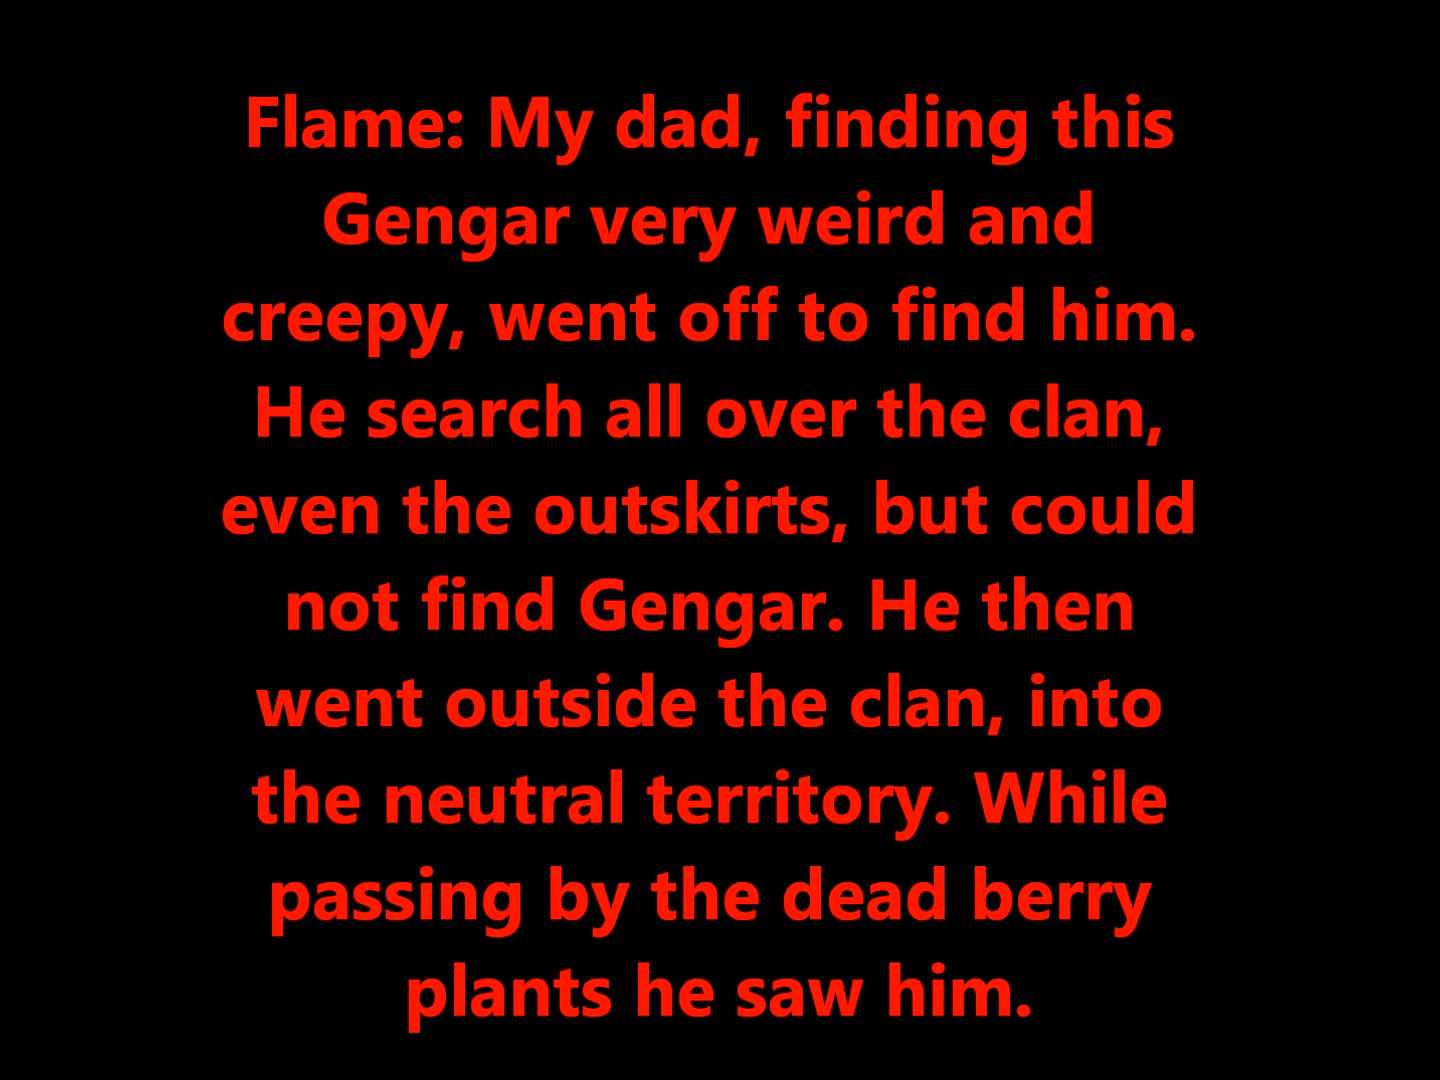 Flame: My dad, finding this
Gengar very weird and
creepy, went off to find him.
He search all over the clan,
even the outskirts, but could
not find Gengar. He then
went outside the clan, into
the neutral territory. While
passing by the dead berry
plants he saw him.